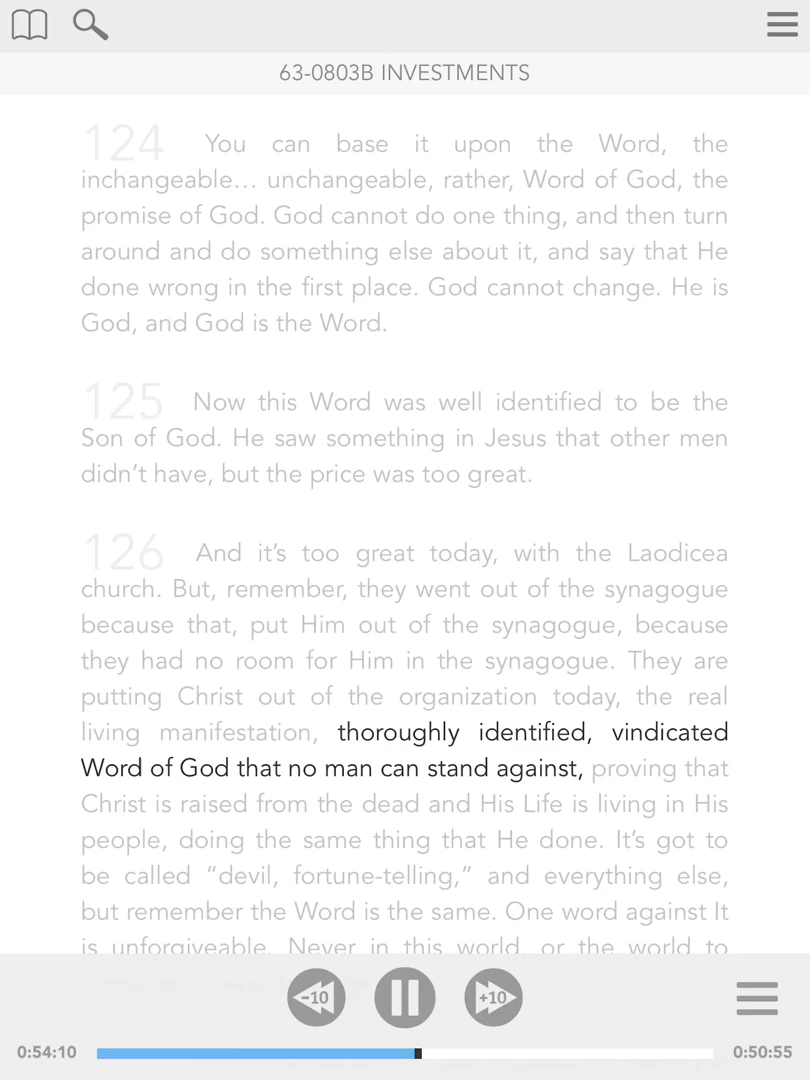 63-0803B INVESTMENTS
124 You can base it upon the Word, the
inchangeable… unchangeable, rather, Word of God, the
promise of God. God cannot do one thing, and then turn
around and do something else about it, and say that He
done wrong in the first place. God cannot change. He is
God, and God is the Word.
125 Now this Word was well identified to be the
Son of God. He saw something in Jesus that other men
didn’t have, but the price was too great.
126 And it’s too great today, with the Laodicea
church. But, remember, they went out of the synagogue
because that, put Him out of the synagogue, because
they had no room for Him in the synagogue. They are
putting Christ out of the organization today, the real
living manifestation, thoroughly identified, vindicated
Word of God that no man can stand against, proving that
Christ is raised from the dead and His Life is living in His
people, doing the same thing that He done. It’s got to
be called “devil, fortune-telling,” and everything else,
but remember the Word is the same. One word against It
is unforgiveable. Never in this world, or the world to
-10 +10
0:54:10 0:50:55